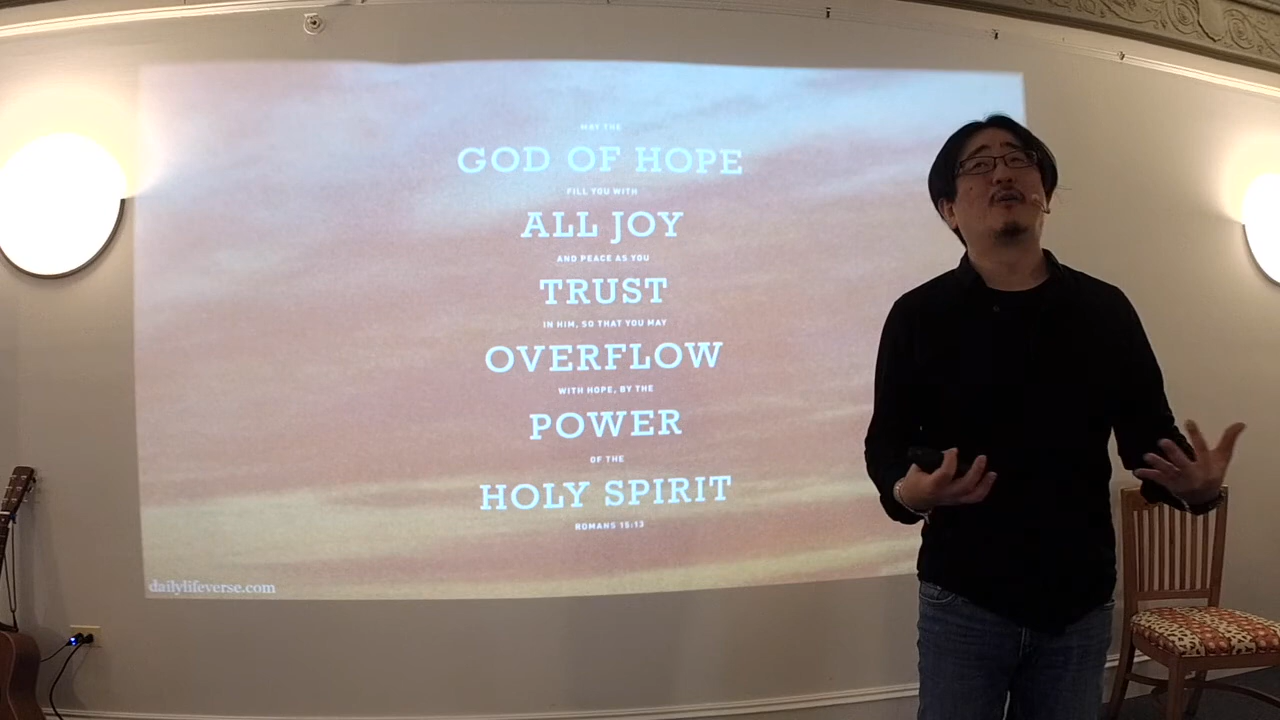 MAY THE
GOD OF HOPE
FILL YOU WITH
ALL JOY
AND PEACE AS YOU
TRUST
IN HIM, SO THAT YOU MAY
OVERFLOW
WITH HOPE, BY THE
POWER
OF THE
HOLY SPIRIT
ROMANS 15:13
dailylifeverse.com